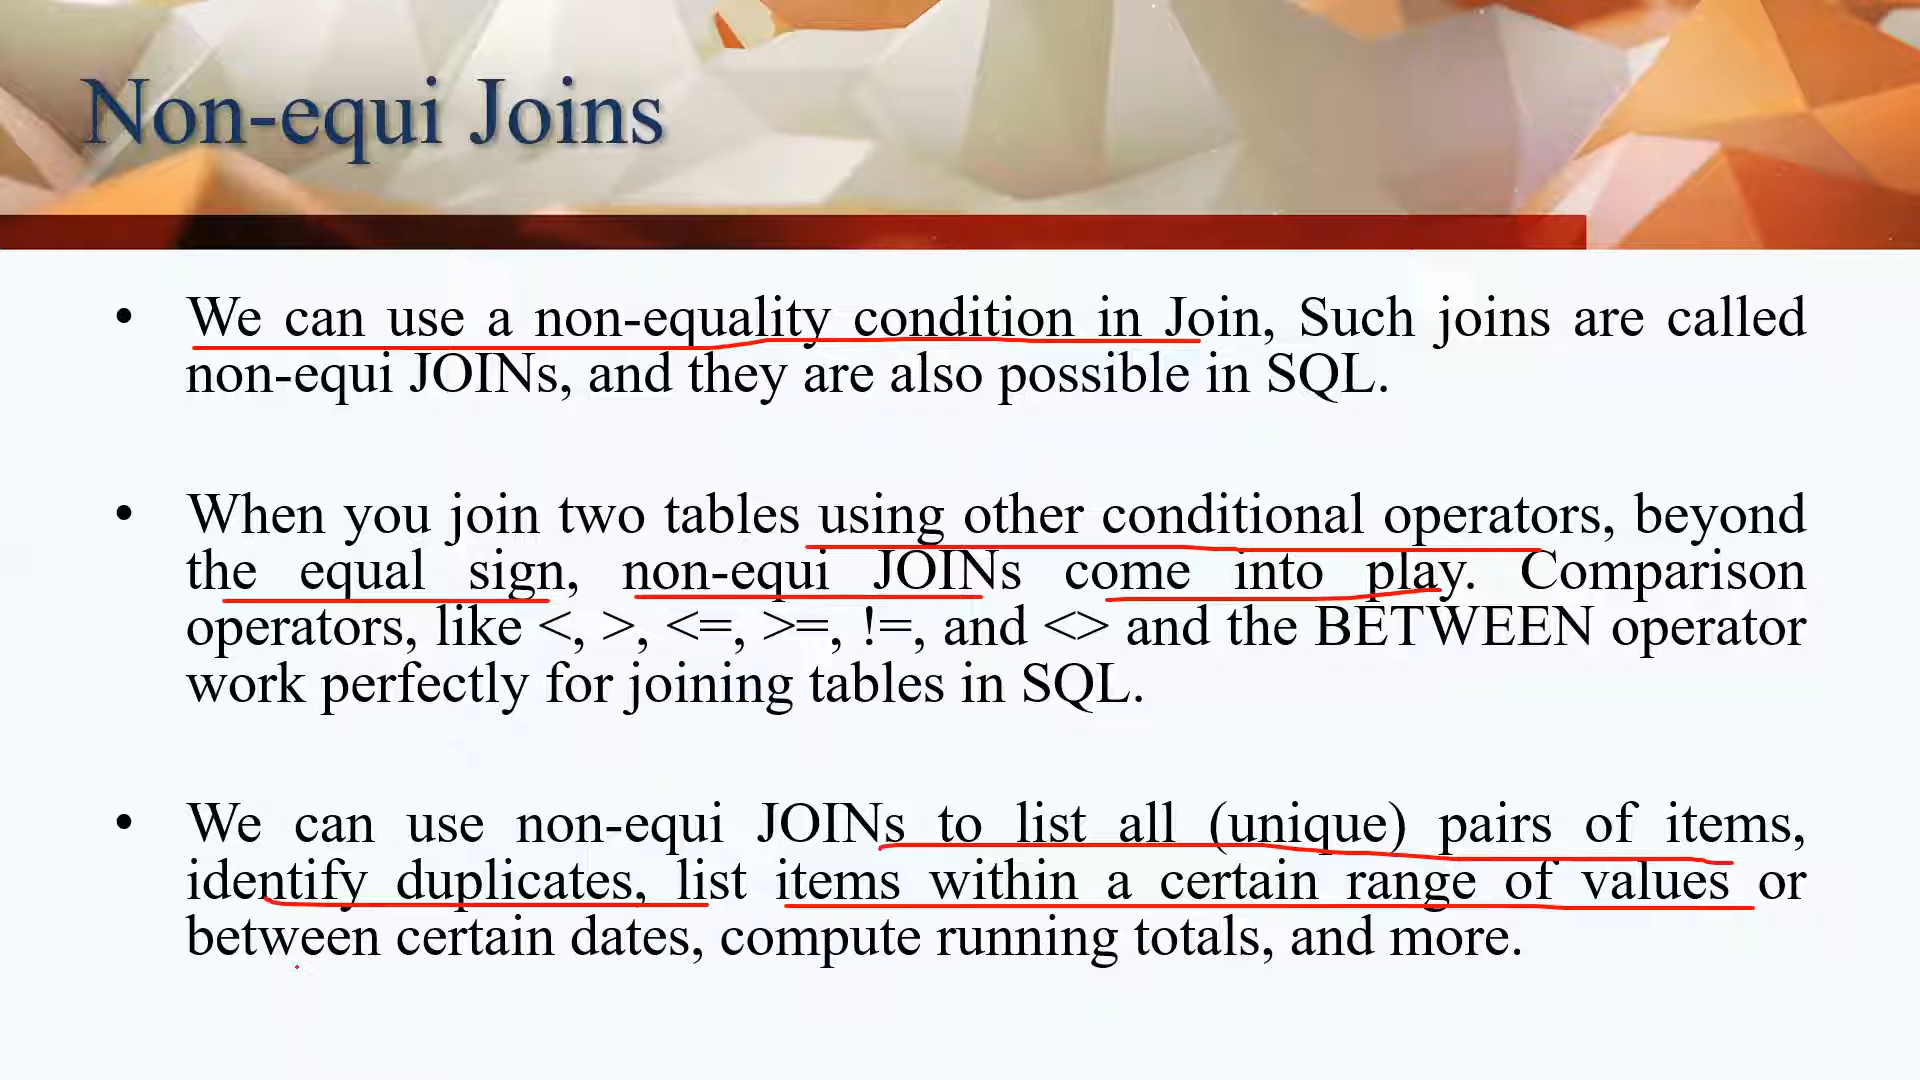 Non-equi Joins
• We can use a non-equality condition in Join, Such joins are called
non-equi JOINs, and they are also possible in SQL.
• When you join two tables using other conditional operators, beyond
the equal sign, non-equi JOINs come into play. Comparison
operators, like <, >, <=, >=, !=, and <> and the BETWEEN operator
work perfectly for joining tables in SQL.
• We can use non-equi JOINs to list all (unique) pairs of items,
identify duplicates, list items within a certain range of values or
between certain dates, compute running totals, and more.